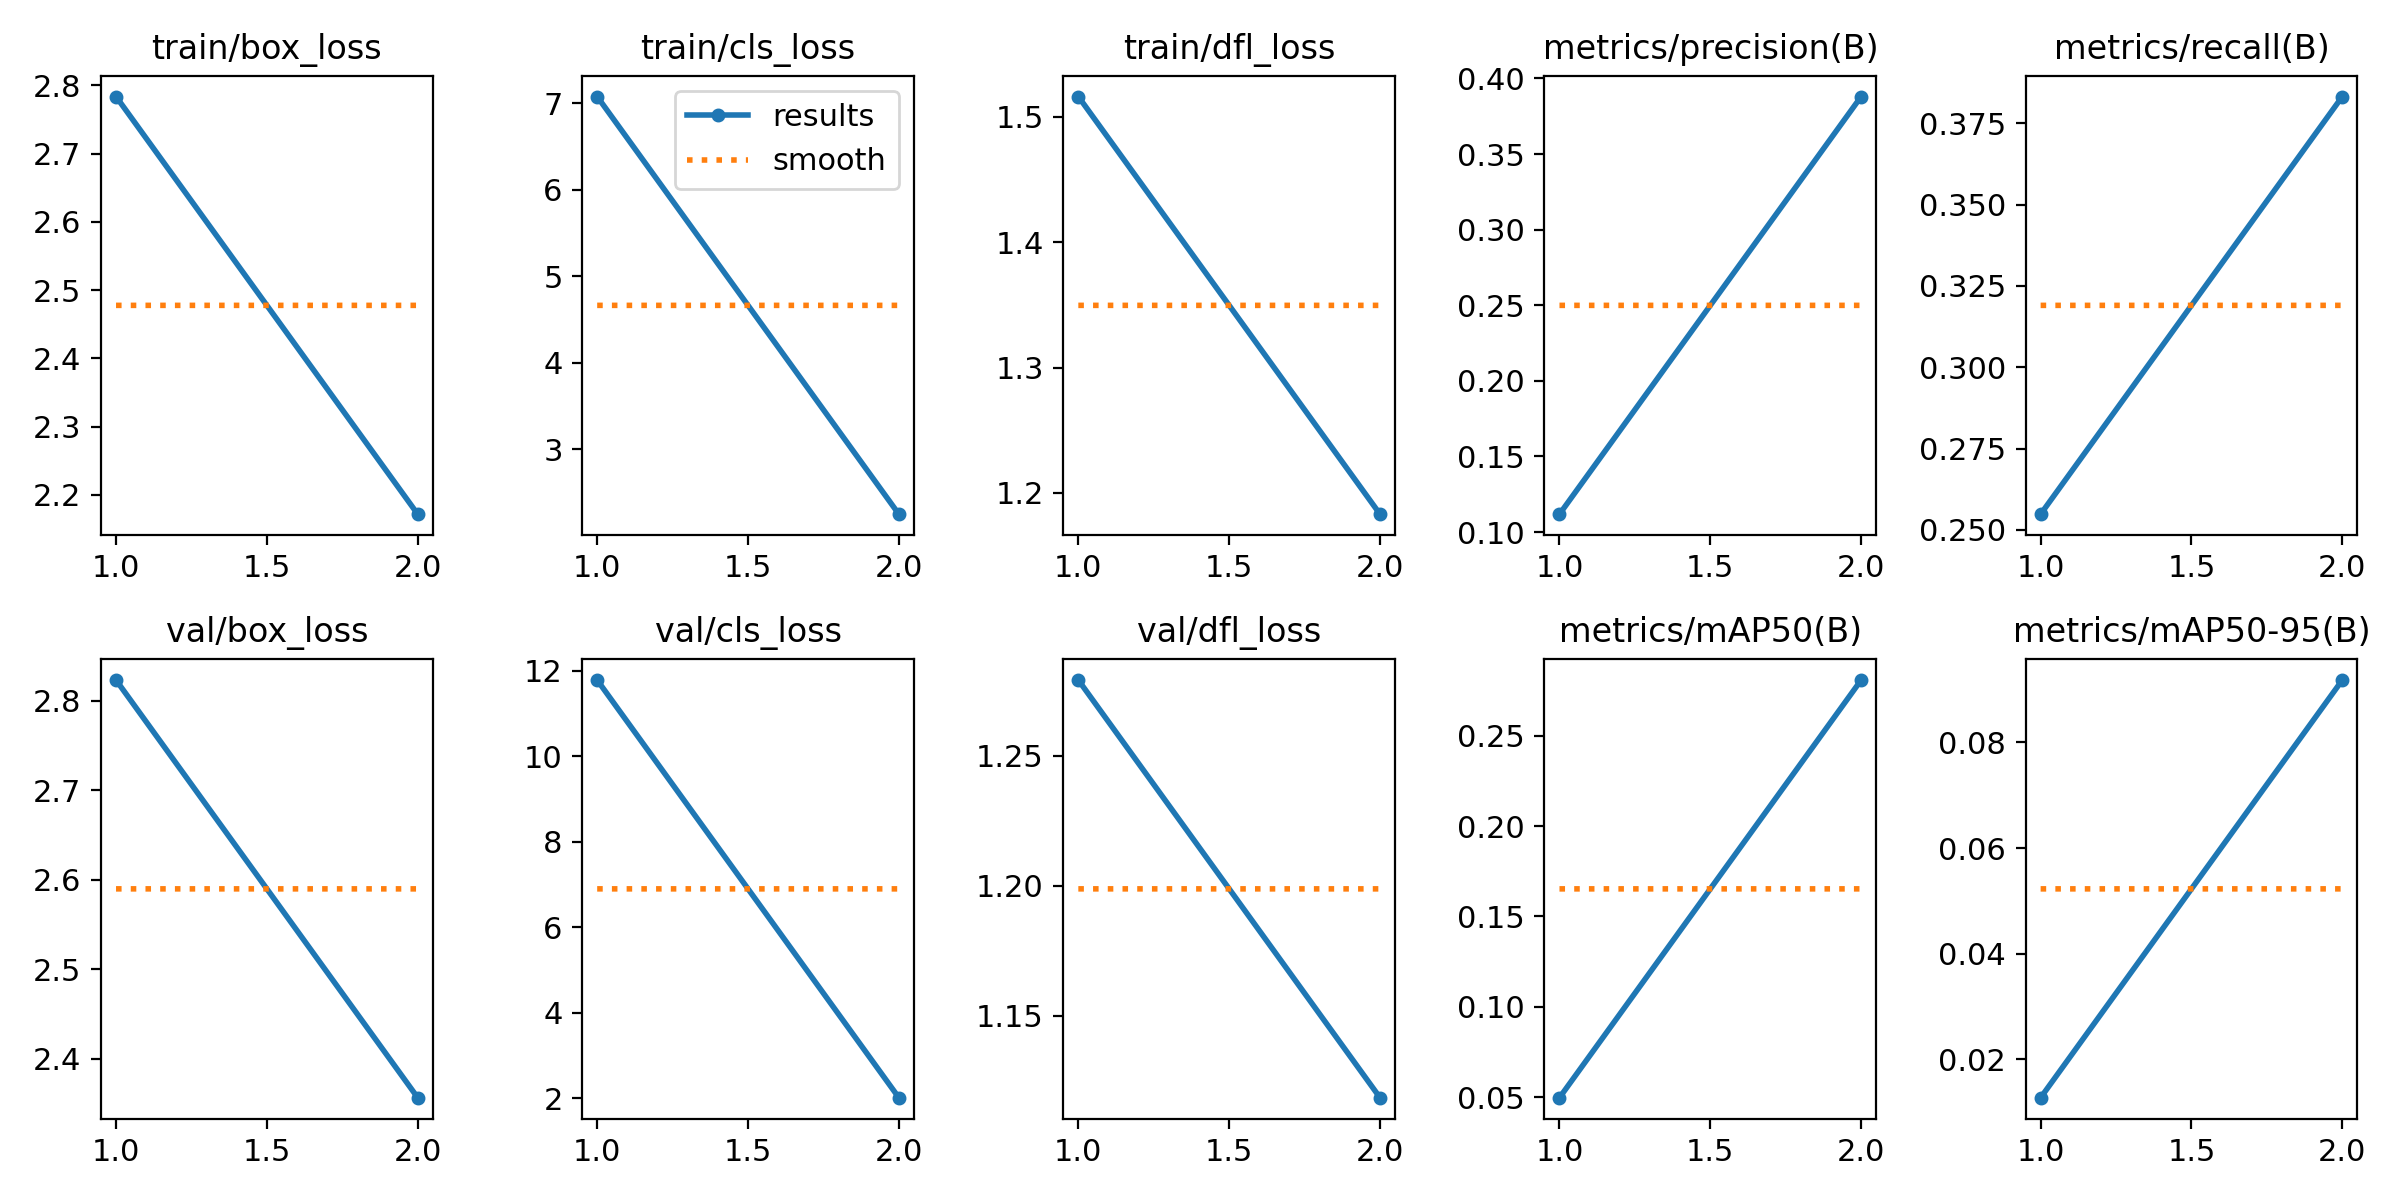 train/box_loss
2.8
2.7
2.6
2.5
2.4
2.3
2.2
1.0 1.5 2.0
train/cls_loss
results
smooth
7
6
5
4
3
1.0 1.5 2.0
train/dfl_loss
1.5
1.4
1.3
1.2
1.0 1.5 2.0
metrics/precision(B)
0.40
0.35
0.30
0.25
0.20
0.15
0.10
1.0 1.5 2.0
metrics/recall(B)
0.375
0.350
0.325
0.300
0.275
0.250
1.0 1.5 2.0
val/box_loss
2.8
2.7
2.6
2.5
2.4
1.0 1.5 2.0
val/cls_loss
12
10
8
6
4
2
1.0 1.5 2.0
val/dfl_loss
1.25
1.20
1.15
1.0 1.5 2.0
metrics/mAP50(B)
0.25
0.20
0.15
0.10
0.05
1.0 1.5 2.0
metrics/mAP50-95(B)
0.08
0.06
0.04
0.02
1.0 1.5 2.0